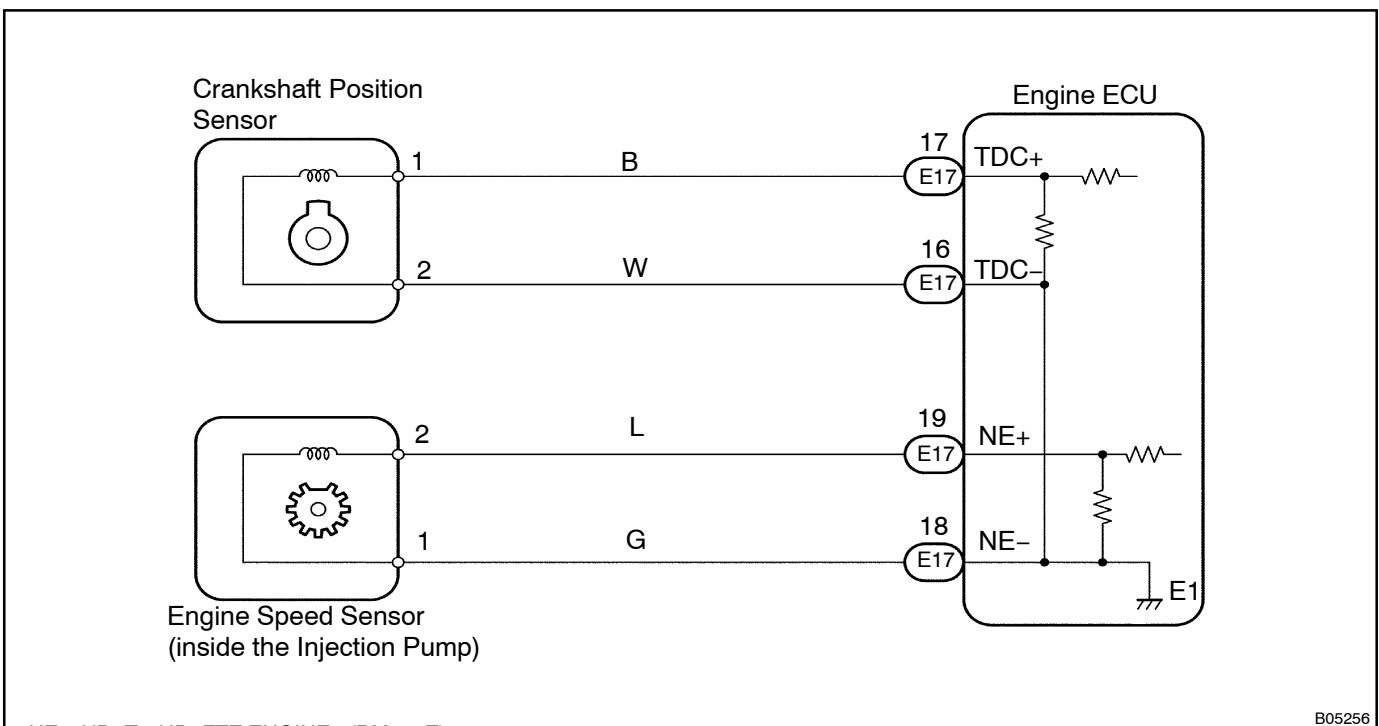 Crankshaft Position
Sensor
Engine ECU
1
B
17
E17
TDC+
2
W
16
E17
TDC−
2
L
19
E17
NE+
1
G
18
E17
NE−
E1
Engine Speed Sensor
(inside the Injection Pump)
B05256